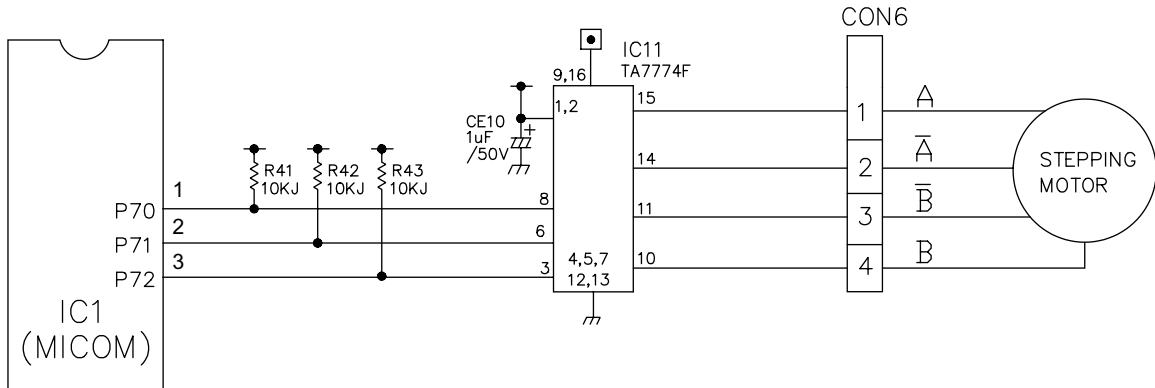 CON6
IC11
TA7774F
9,16
1,2
15
CE10
1uF
/50V
+
14
8
11
6
4,5,7
10
3
12,13
R41
10KJ
R42
10KJ
R43
10KJ
1
P70
2
P71
3
P72
IC1
(MICOM)
1
A
2
Ā
3
B̄
4
B
STEPPING
MOTOR